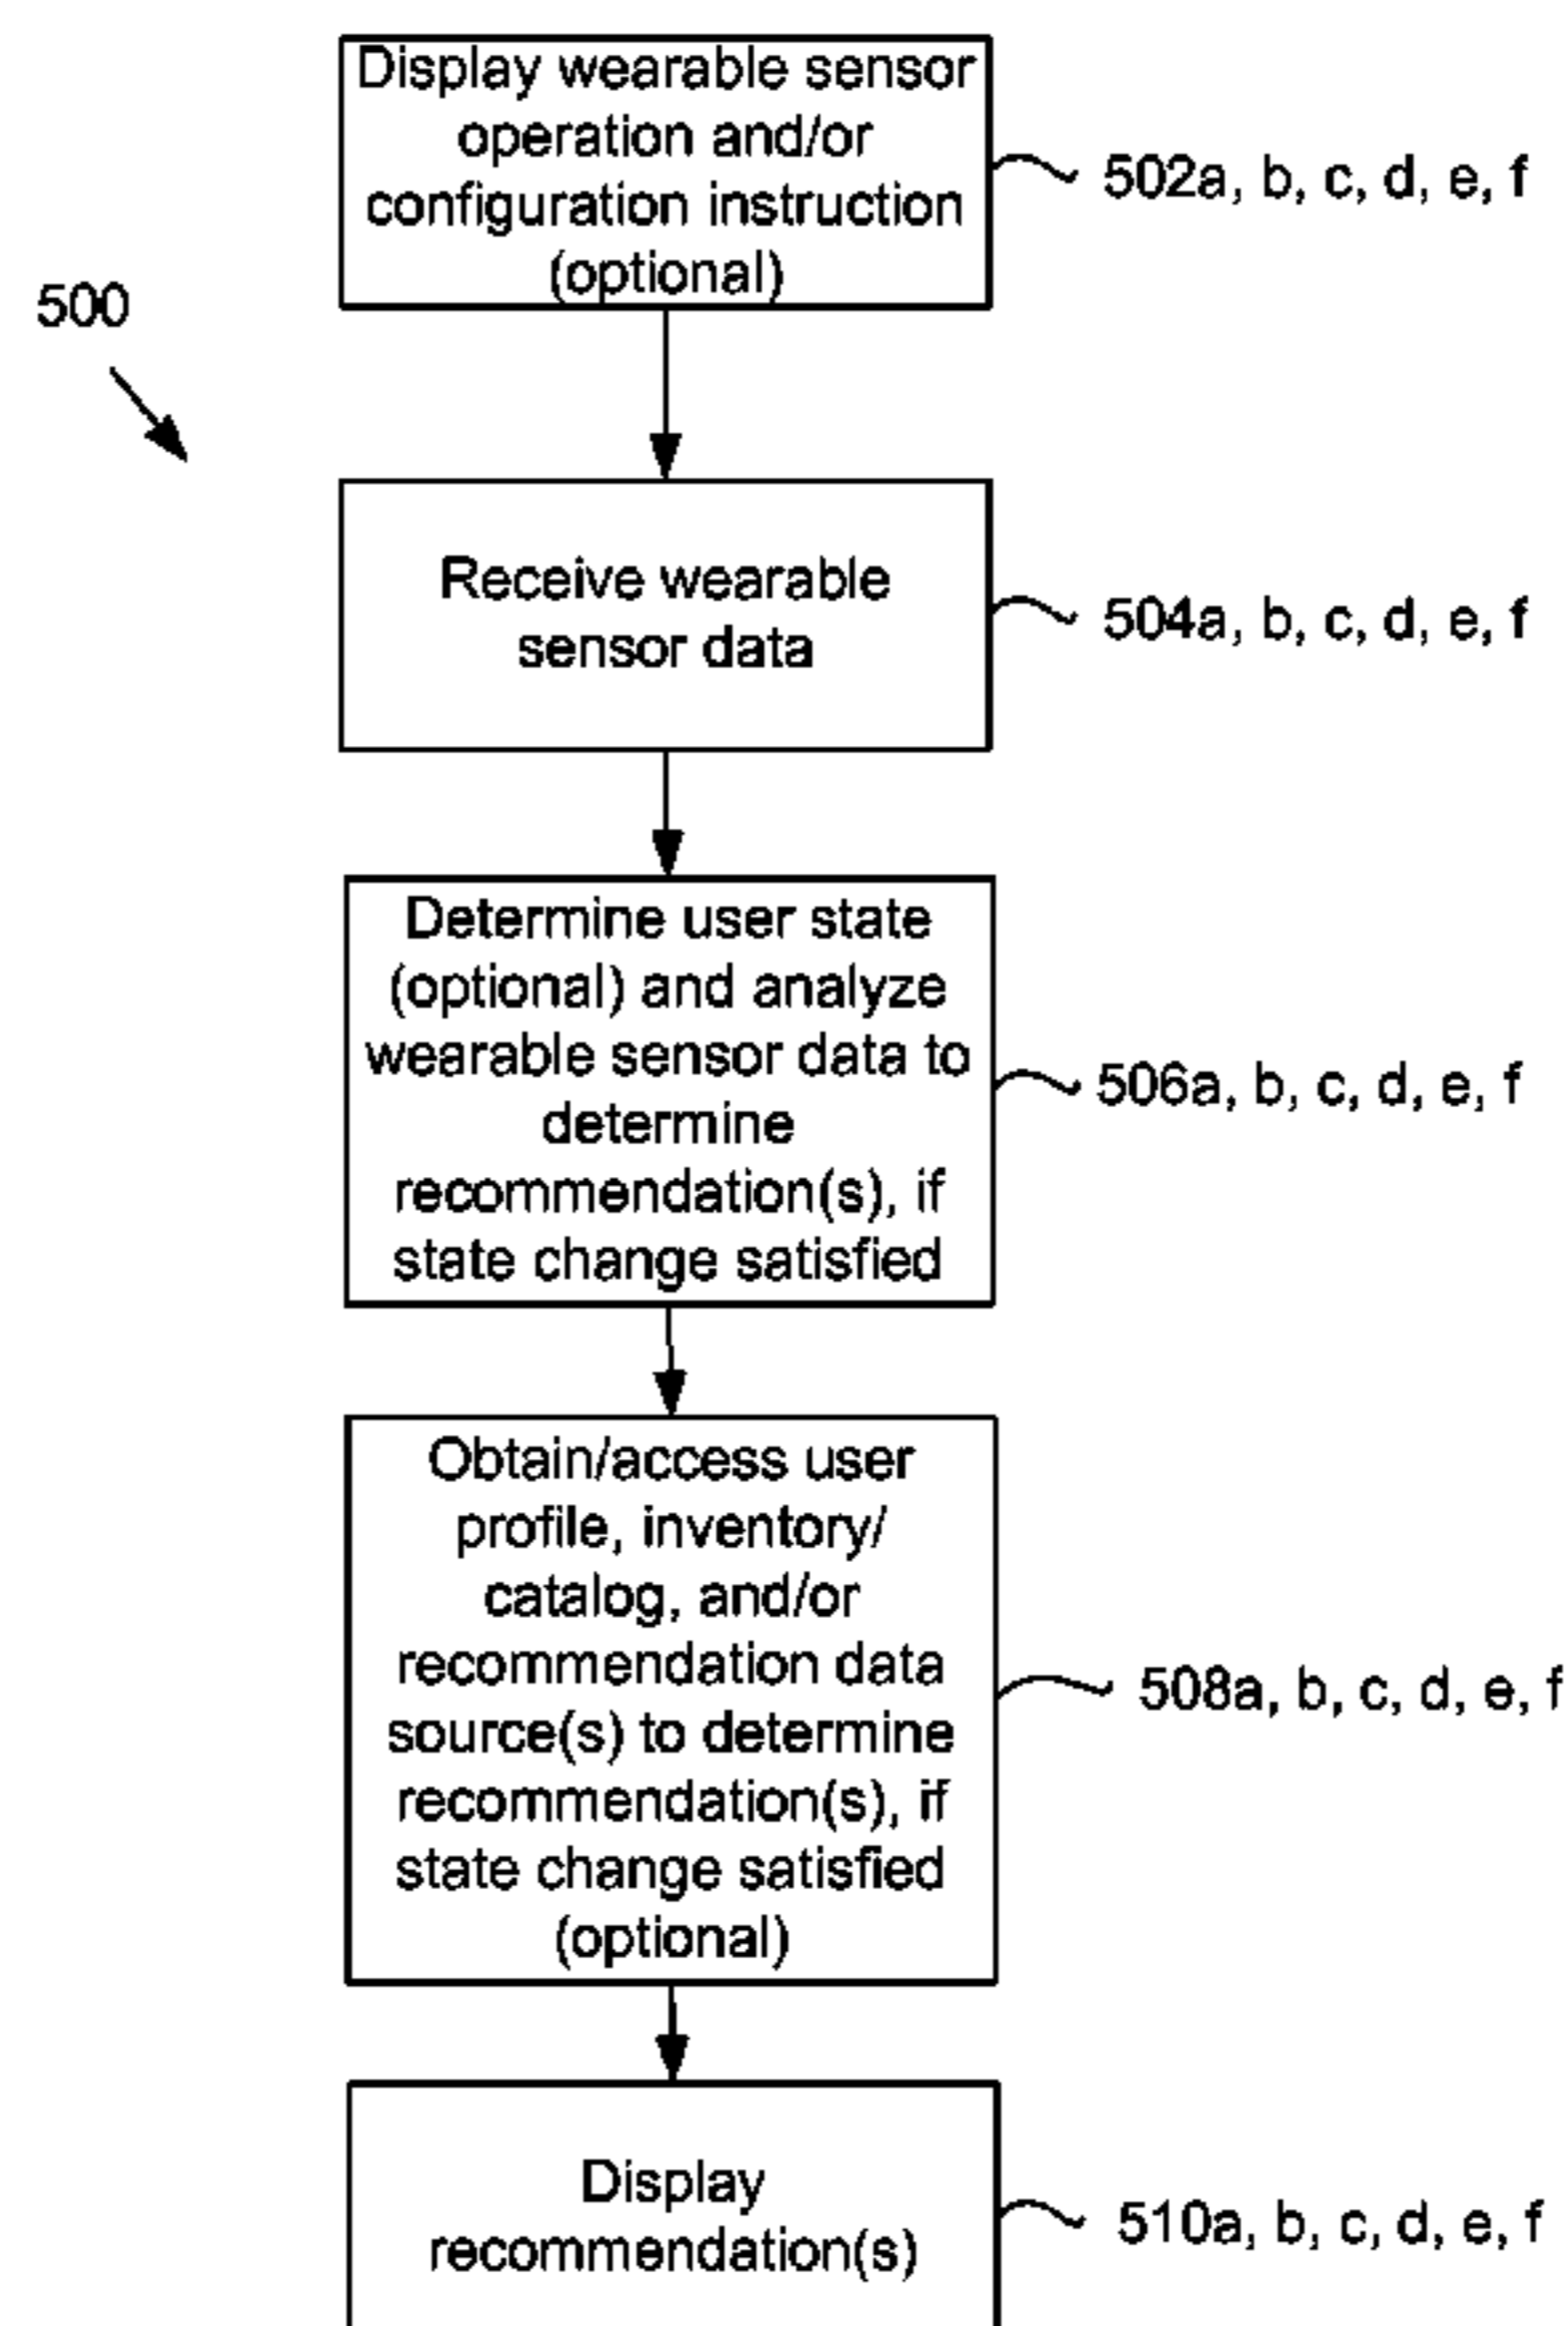 Display wearable sensor
operation and/or
configuration instruction
(optional)
502a, b, c, d, e, f
500
Receive wearable
sensor data
504a, b, c, d, e, f
Determine user state
(optional) and analyze
wearable sensor data to
determine
recommendation(s), if
state change satisfied
506a, b, c, d, e, f
Obtain/access user
profile, inventory/
catalog, and/or
recommendation data
source(s) to determine
recommendation(s), if
state change satisfied
(optional)
508a, b, c, d, e, f
Display
recommendation(s)
510a, b, c, d, e, f